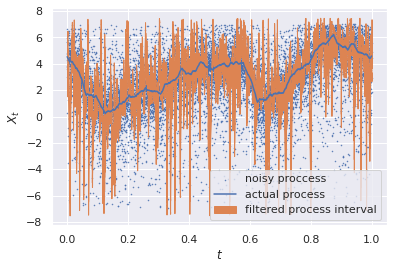 8
6
4
2
0
−2
−4
−6
−8
X_t
0.0 0.2 0.4 0.6 0.8 1.0
t
noisy proccess
actual process
filtered process interval